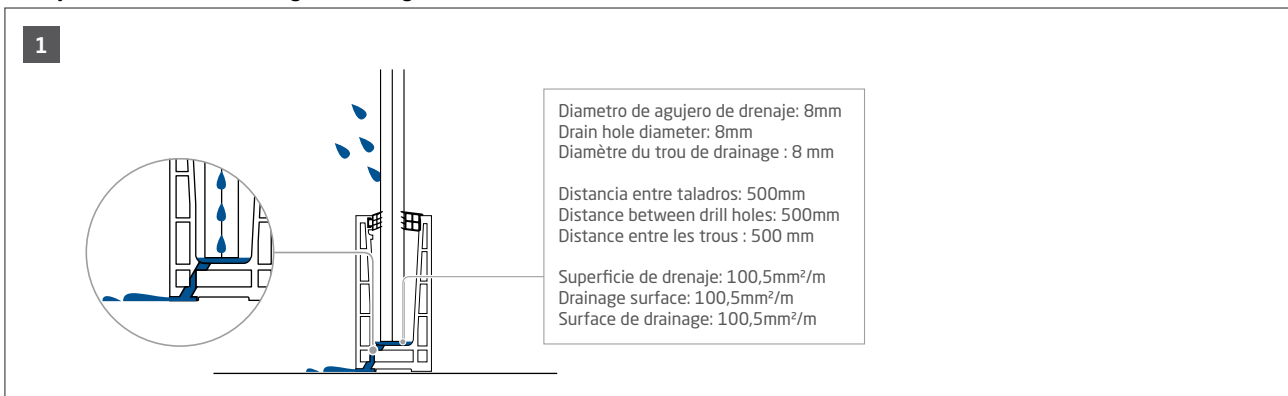 1
Diametro de agujero de drenaje: 8mm
Drain hole diameter: 8mm
Diamètre du trou de drainage : 8 mm
Distancia entre taladros: 500mm
Distance between drill holes: 500mm
Distance entre les trous : 500 mm
Superficie de drenaje: 100,5mm²/m
Drainage surface: 100,5mm²/m
Surface de drainage: 100,5mm²/m